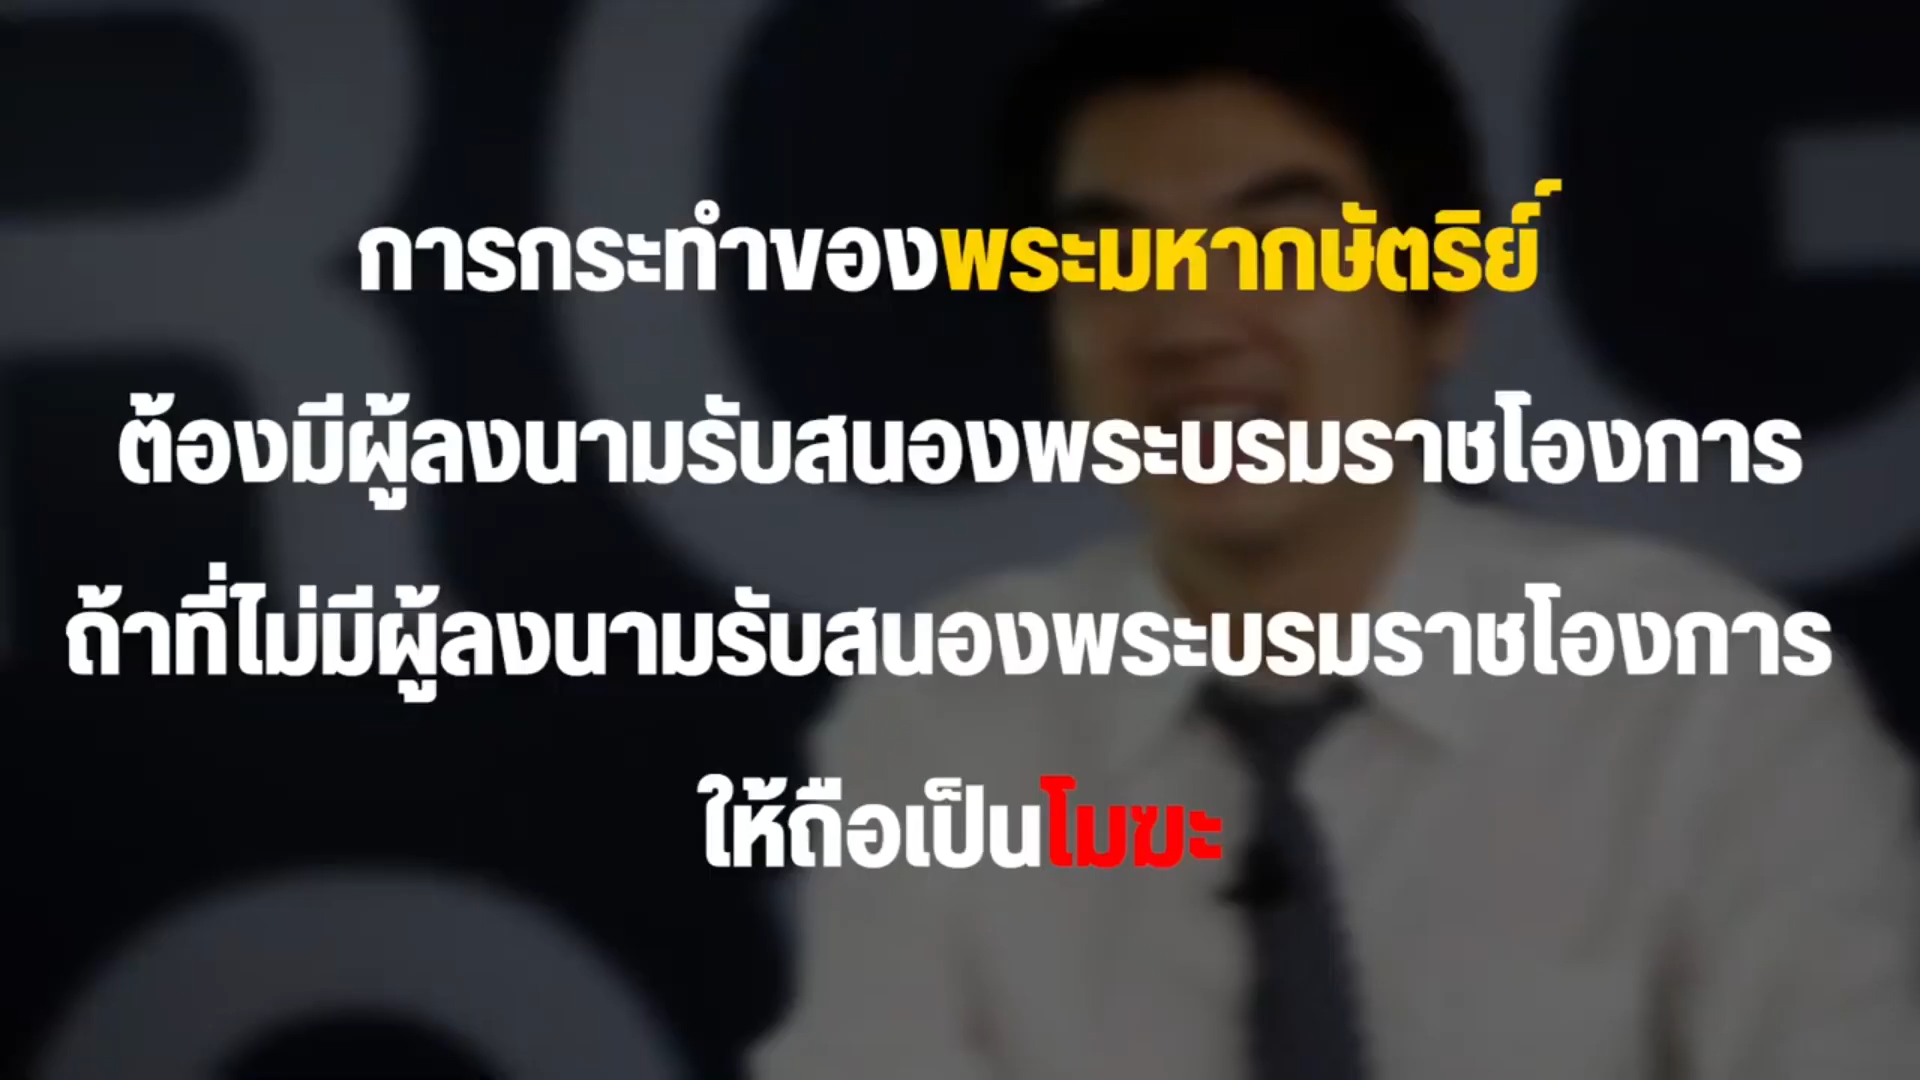 การกระทำของพระมหากษัตริย์
ต้องมีผู้ลงนามรับสนองพระบรมราชโองการ
ถ้าที่ไม่มีผู้ลงนามรับสนองพระบรมราชโองการ
ให้ถือเป็นโมฆะ